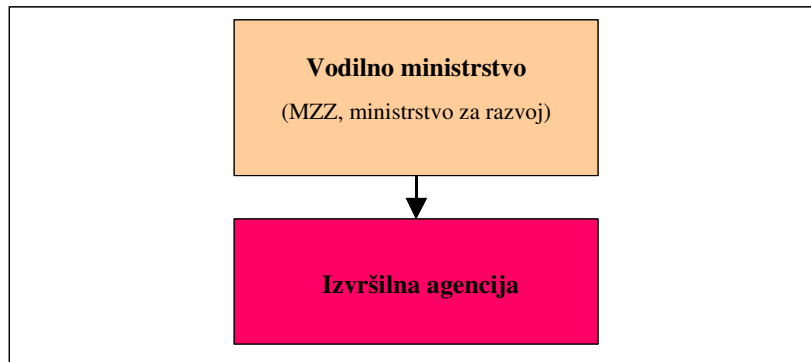 Vodilno ministrstvo
(MZZ, ministrstvo za razvoj)
Izvršilna agencija